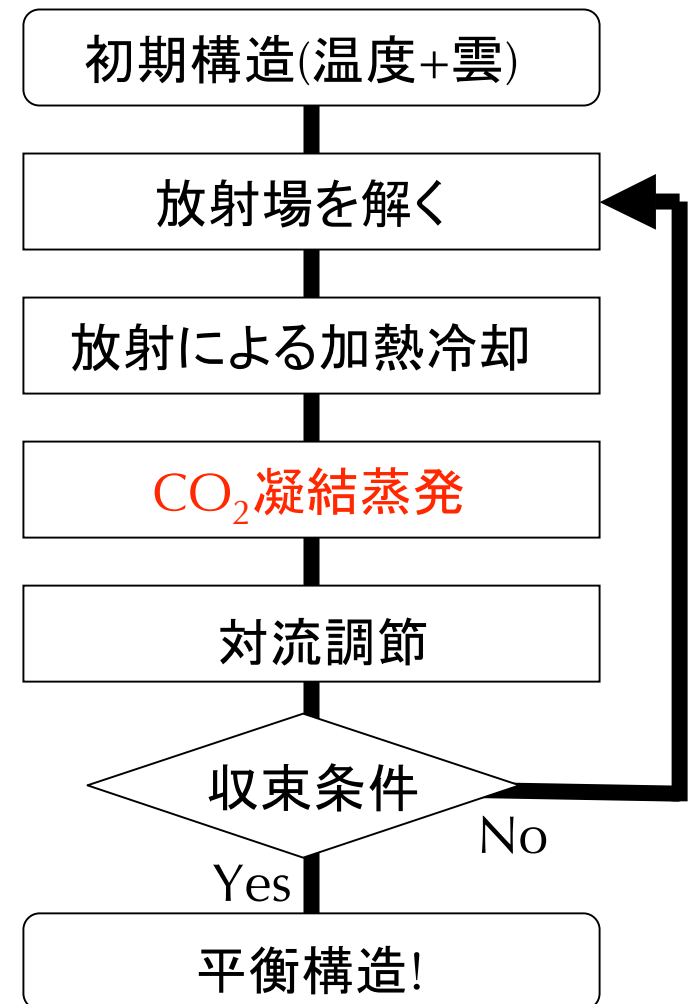 初期構造(温度+雲)
放射場を解く
放射による加熱冷却
CO₂凝結蒸発
対流調節
収束条件
No
Yes
平衡構造!